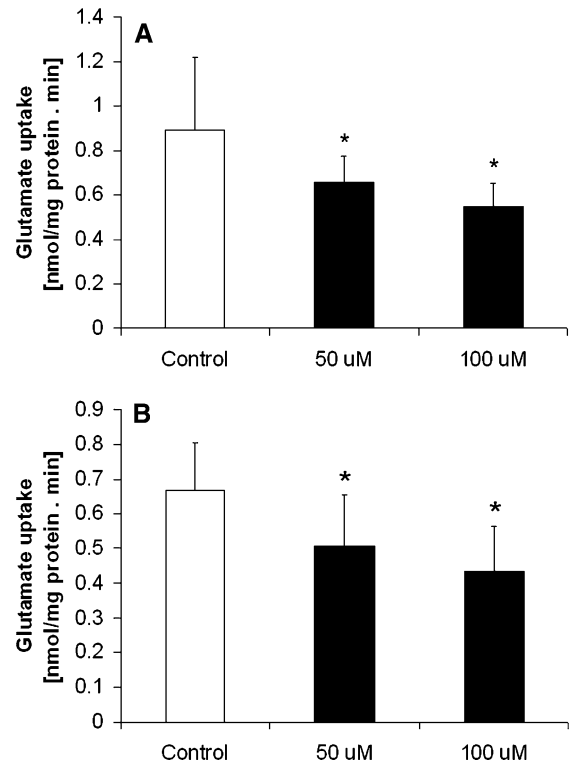 A
Glutamate uptake
[nmol/mg protein . min]
1.4
1.2
1
0.8
0.6
0.4
0.2
0
*
*
Control
50 uM
100 uM
B
Glutamate uptake
[nmol/mg protein . min]
0.9
0.8
0.7
0.6
0.5
0.4
0.3
0.2
0.1
0
*
*
Control
50 uM
100 uM